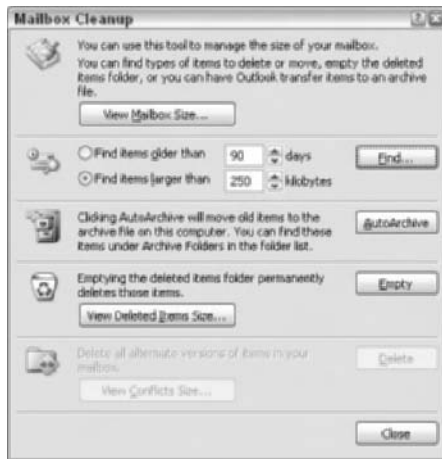 Mailbox Cleanup
You can use this tool to manage the size of your mailbox.
You can find types of items to delete or move, empty the deleted
items folder, or you can have Outlook transfer items to an archive
file.
View Mailbox Size...
Find items older than 90 days
Find...
Find items larger than 250 kilobytes
Clicking AutoArchive will move old items to the
archive file on this computer. You can find these
items under Archive Folders in the folder list.
AutoArchive
Emptying the deleted items folder permanently
deletes those items.
Empty
View Deleted Items Size...
Delete all alternate versions of items in your
mailbox.
Delete
View Conflicts Size...
Close